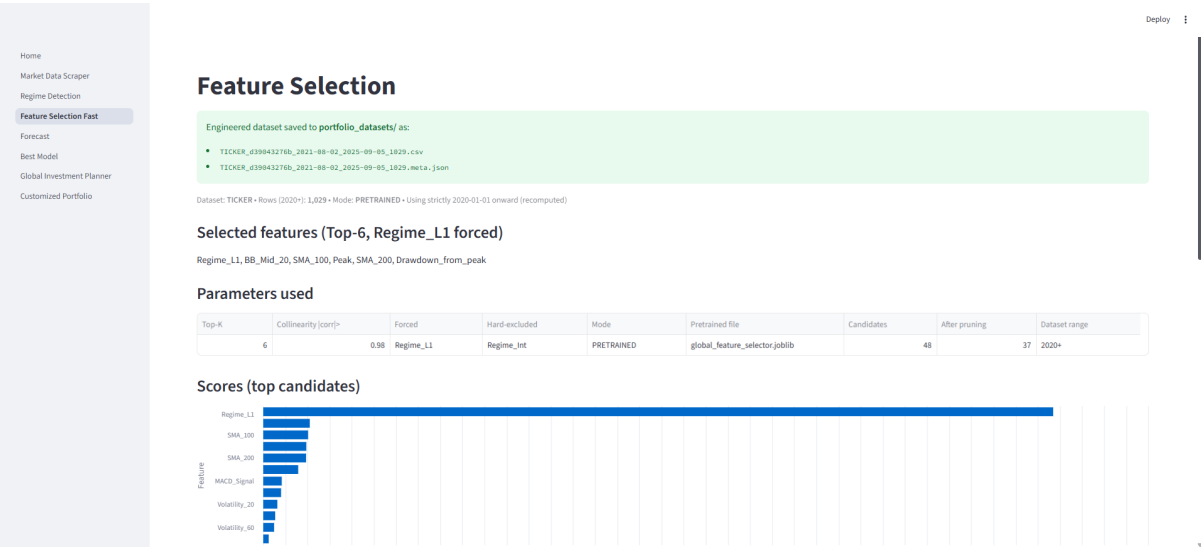 Deploy
Home
Market Data Scraper
Regime Detection
Feature Selection Fast
Forecast
Best Model
Global Investment Planner
Customized Portfolio
Feature Selection
Engineered dataset saved to portfolio_datasets/ as:
TICKER_d39843276b_2021-08-02_2025-09-05_1029.csv
TICKER_d39843276b_2021-08-02_2025-09-05_1029.meta.json
Dataset: TICKER • Rows (2020+): 1,029 • Mode: PRETRAINED • Using strictly 2020-01-01 onward (recomputed)
Selected features (Top-6, Regime_L1 forced)
Regime_L1, BB_Mid_20, SMA_100, Peak, SMA_200, Drawdown_from_peak
Parameters used
Top-K Collinearity |corr|> Forced Hard-excluded Mode Pretrained file Candidates After pruning Dataset range
6 0.98 Regime_L1 Regime_Int PRETRAINED global_feature_selector.joblib 48 37 2020+
Scores (top candidates)
Regime_L1
SMA_100
SMA_200
Feature
MACD_Signal
Volatility_20
Volatility_60